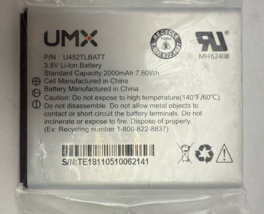 UMX
P/N : U452TLBATT
3.8V Li-Ion Battery
Standard Capacity:2000mAh 7.60Wh
Cell Manufactured in China
Battery Manufactured in China
MH62408
Caution: Do not expose to high temperature(140°F/60°C).
Do not disassemble. Do not allow metal objects to
contact or short circuit the battery terminals. Do not
incinerate or expose to fire. Dispose properly.
(Ex; Recycling number 1-800-822-8837)
S/N:TE19110510062141